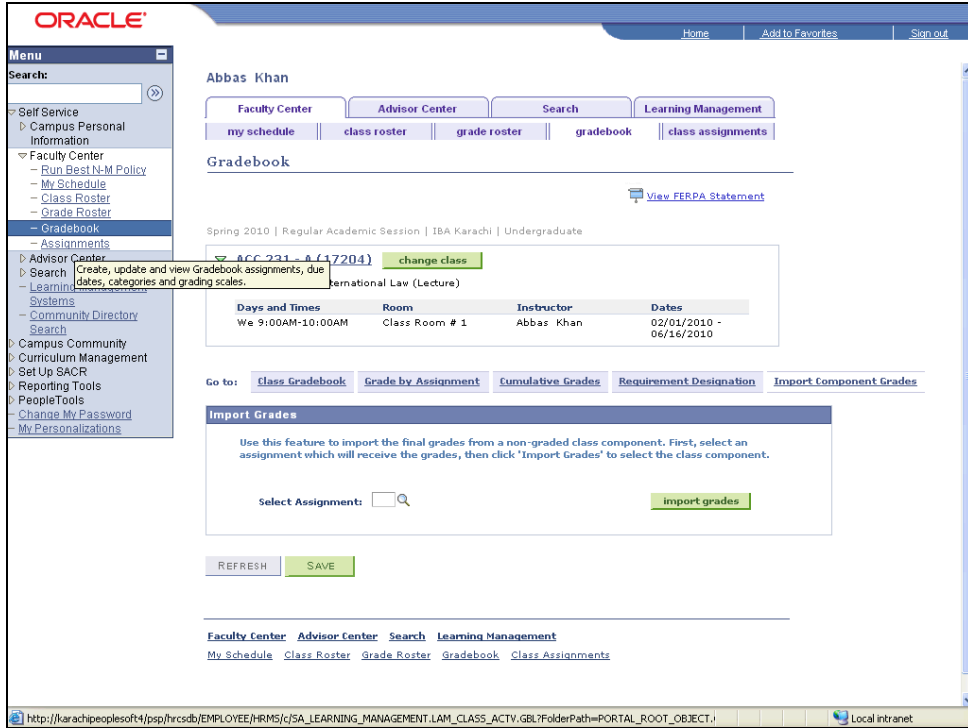 ORACLE
Home Add to Favorites Sign out
Menu
Search:
Self Service
Campus Personal
Information
Faculty Center
Run Best N-M Policy
My Schedule
Class Roster
Grade Roster
Gradebook
Assignments
Advisor Center
Search
Create, update and view Gradebook assignments, due
dates, categories and grading scales.
Learning Management
Systems
Community Directory
Search
Campus Community
Curriculum Management
Set Up SACR
Reporting Tools
PeopleTools
Change My Password
My Personalizations
Abbas Khan
Faculty Center Advisor Center Search Learning Management
my schedule class roster grade roster gradebook class assignments
Gradebook
View FERPA Statement
Spring 2010 | Regular Academic Session | IBA Karachi | Undergraduate
ACC 231 - A (17204) change class
ternational Law (Lecture)
Days and Times Room Instructor Dates
We 9:00AM-10:00AM Class Room # 1 Abbas Khan 02/01/2010 -
06/16/2010
Go to: Class Gradebook Grade by Assignment Cumulative Grades Requirement Designation Import Component Grades
Import Grades
Use this feature to import the final grades from a non-graded class component. First, select an
assignment which will receive the grades, then click 'Import Grades' to select the class component.
Select Assignment: import grades
REFRESH SAVE
Faculty Center Advisor Center Search Learning Management
My Schedule Class Roster Grade Roster Gradebook Class Assignments
http://karachipeoplesoft4/psp/hrcsdb/EMPLOYEE/HRMS/c/SA_LEARNING_MANAGEMENT.LAM_CLASS_ACTV.GBL?FolderPath=PORTAL_ROOT_OBJECT.( Local intranet